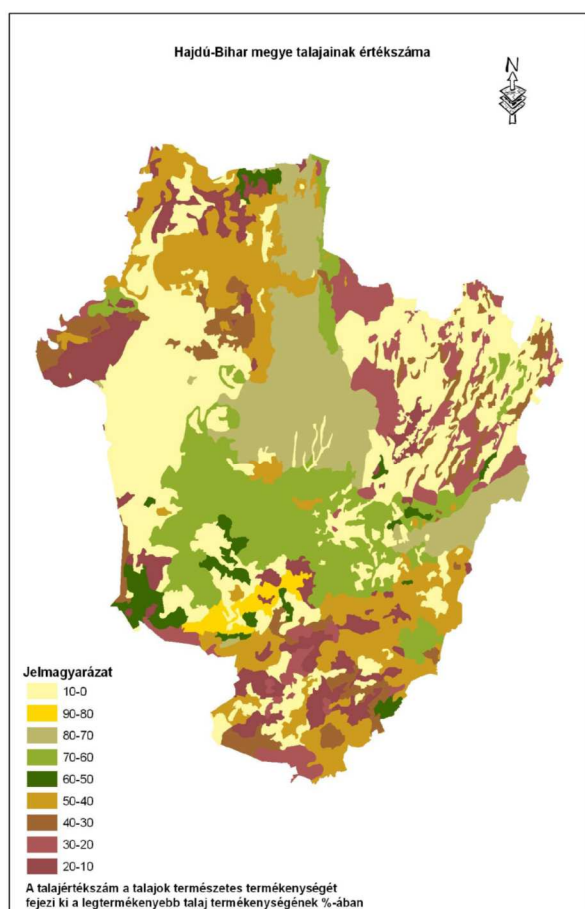 Hajdú-Bihar megye talajainak értékszáma
N
Jelmagyarázat
10-0
90-80
80-70
70-60
60-50
50-40
40-30
30-20
20-10
A talajértékszám a talajok természetes termékenységét
fejezi ki a legtermékenyebb talaj termékenységének %-ában